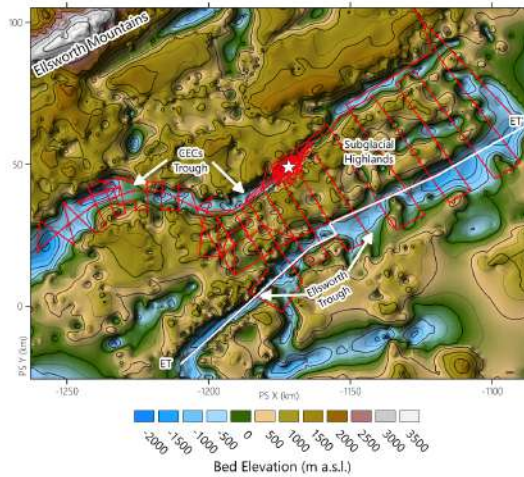 100
Ellsworth Mountains
ET'
CECs
Trough
Subglacial
Highlands
50
Ellsworth
Trough
0
ET
PS Y (km)
-1250
-1200
PS X (km)
-1150
-1100
-2000
-1500
-1000
-500
0
500
1000
1500
2000
2500
3000
3500
Bed Elevation (m a.s.l.)